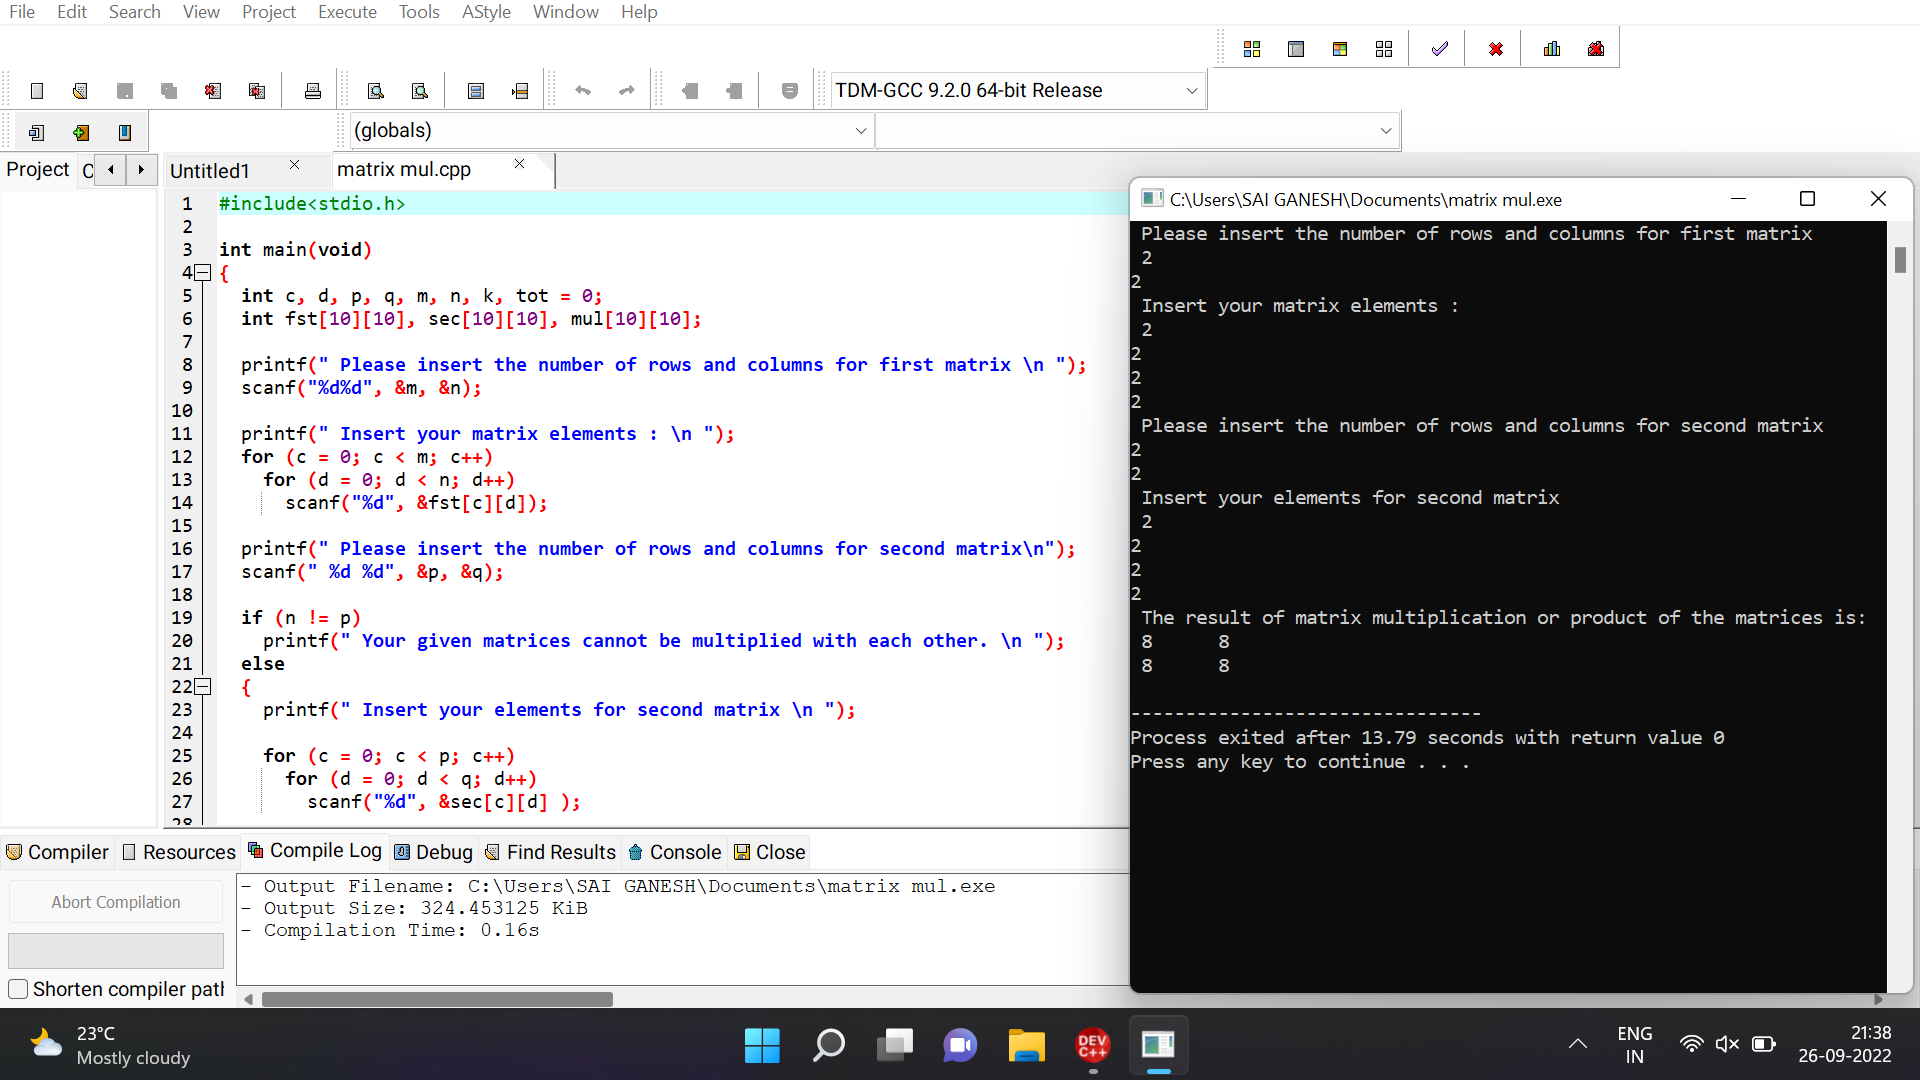 File Edit Search View Project Execute Tools AStyle Window Help
TDM-GCC 9.2.0 64-bit Release
(globals)
Project
Untitled1 matrix mul.cpp
1 #include<stdio.h>
2
3 int main(void)
4 {
5 int c, d, p, q, m, n, k, tot = 0;
6 int fst[10][10], sec[10][10], mul[10][10];
7
8 printf(" Please insert the number of rows and columns for first matrix \n ");
9 scanf("%d%d", &m, &n);
10
11 printf(" Insert your matrix elements : \n ");
12 for (c = 0; c < m; c++)
13 for (d = 0; d < n; d++)
14 scanf("%d", &fst[c][d]);
15
16 printf(" Please insert the number of rows and columns for second matrix\n");
17 scanf(" %d %d", &p, &q);
18
19 if (n != p)
20 printf(" Your given matrices cannot be multiplied with each other. \n ");
21 else
22 {
23 printf(" Insert your elements for second matrix \n ");
24
25 for (c = 0; c < p; c++)
26 for (d = 0; d < q; d++)
27 scanf("%d", &sec[c][d] );
28
C:\Users\SAI GANESH\Documents\matrix mul.exe
Please insert the number of rows and columns for first matrix
2
2
Insert your matrix elements :
2
2
2
2
Please insert the number of rows and columns for second matrix
2
2
Insert your elements for second matrix
2
2
2
2
The result of matrix multiplication or product of the matrices is:
8 8
8 8
--------------------------------
Process exited after 13.79 seconds with return value 0
Press any key to continue . . .
Compiler Resources Compile Log Debug Find Results Console Close
Abort Compilation
Shorten compiler path
- Output Filename: C:\Users\SAI GANESH\Documents\matrix mul.exe
- Output Size: 324.453125 KiB
- Compilation Time: 0.16s
23°C
Mostly cloudy
DEV
C++
ENG
IN
21:38
26-09-2022